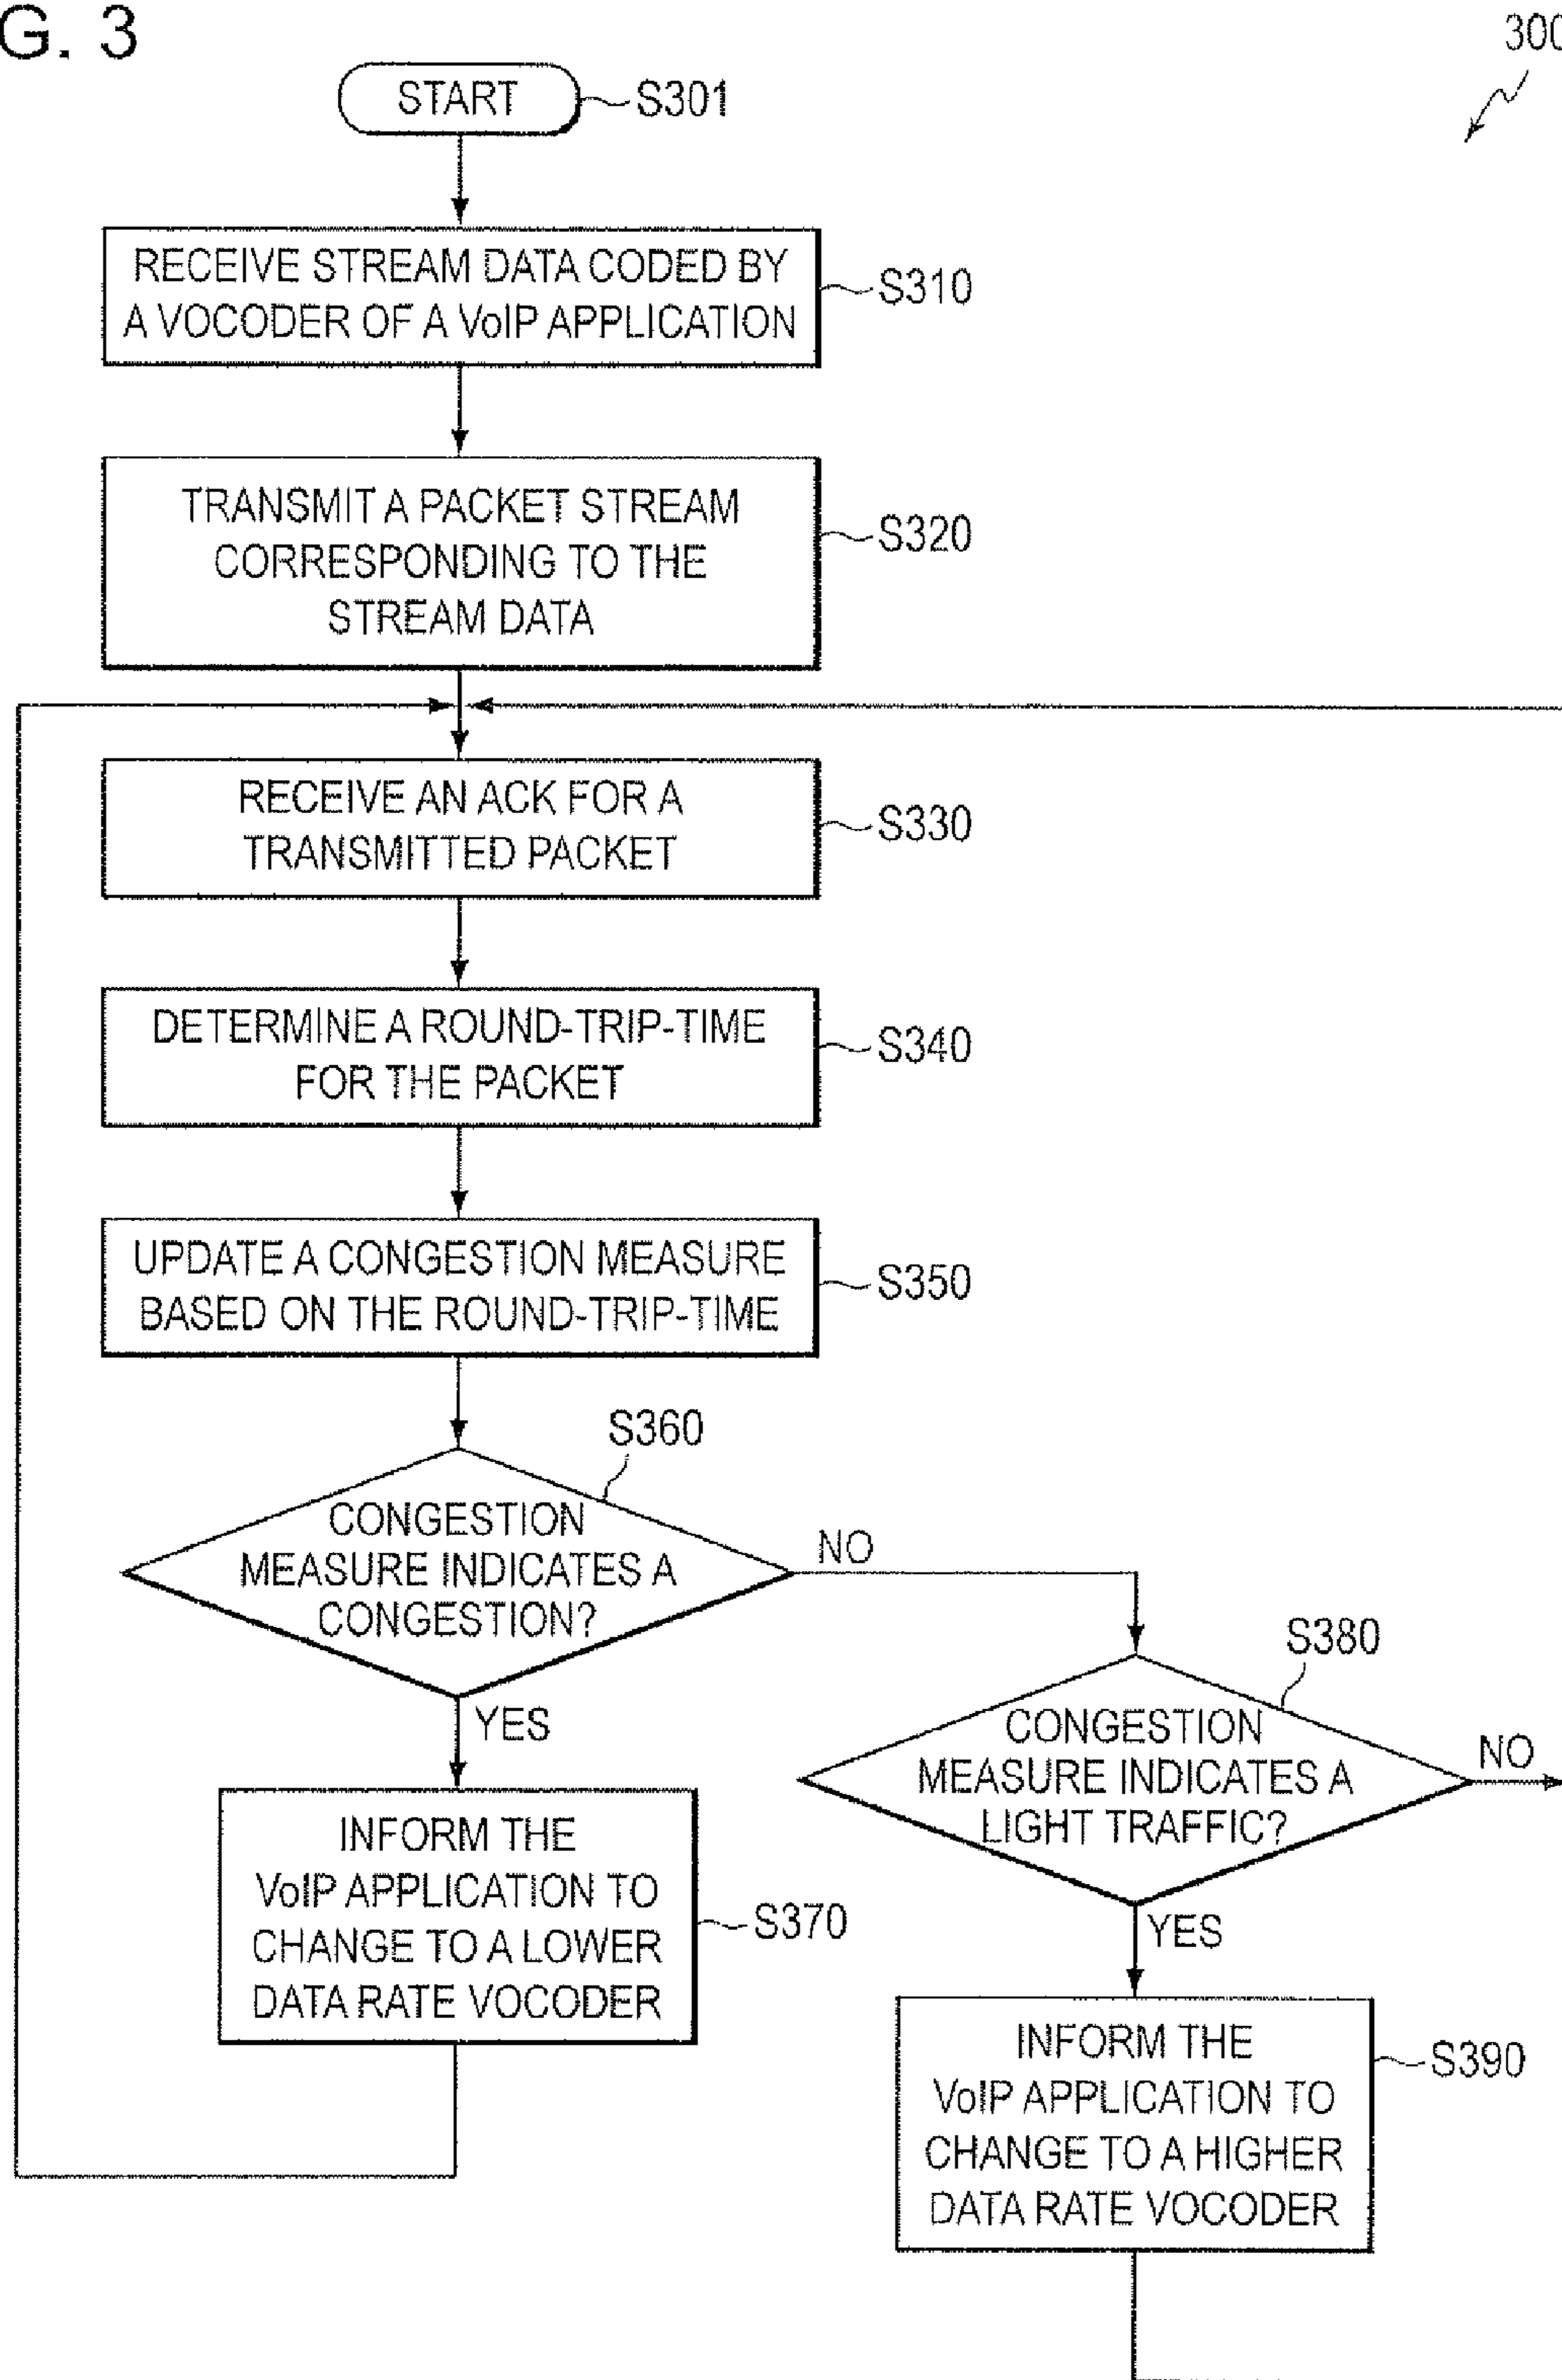 G. 3
300
START
S301
RECEIVE STREAM DATA CODED BY
A VOCODER OF A VoIP APPLICATION
S310
TRANSMIT A PACKET STREAM
CORRESPONDING TO THE
STREAM DATA
S320
RECEIVE AN ACK FOR A
TRANSMITTED PACKET
S330
DETERMINE A ROUND-TRIP-TIME
FOR THE PACKET
S340
UPDATE A CONGESTION MEASURE
BASED ON THE ROUND-TRIP-TIME
S350
S360
CONGESTION
MEASURE INDICATES A
CONGESTION?
NO
YES
S380
CONGESTION
MEASURE INDICATES A
LIGHT TRAFFIC?
NO
YES
INFORM THE
VoIP APPLICATION TO
CHANGE TO A LOWER
DATA RATE VOCODER
S370
INFORM THE
VoIP APPLICATION TO
CHANGE TO A HIGHER
DATA RATE VOCODER
S390